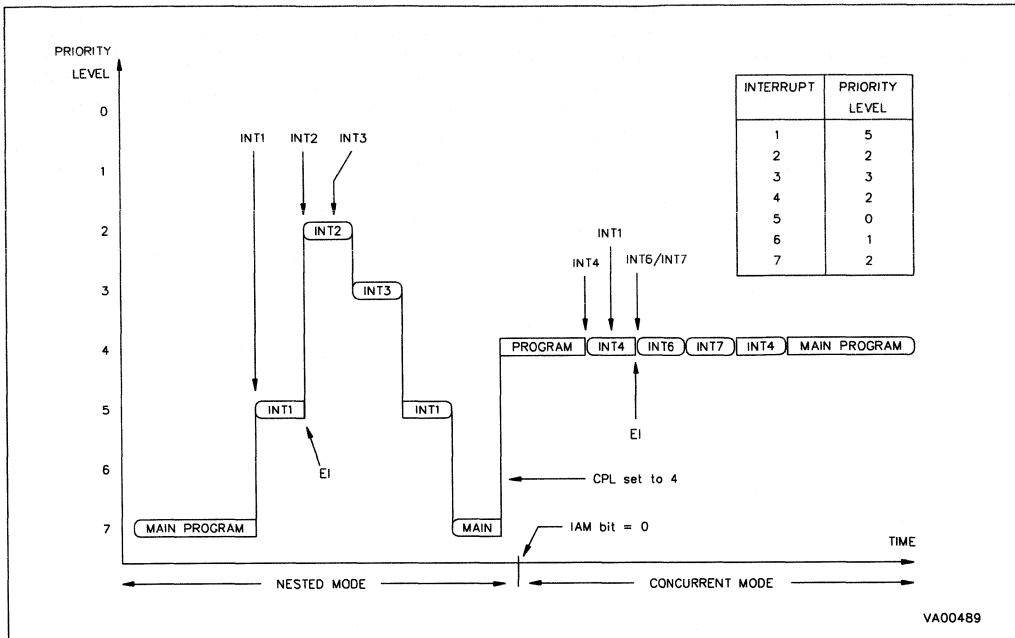 PRIORITY
LEVEL
0
1
2
3
4
5
6
7
INT1
INT2
INT3
INT2
INT3
INT1
EI
INT1
MAIN PROGRAM
MAIN
INTERRUPT PRIORITY
LEVEL
1 5
2 2
3 3
4 2
5 0
6 1
7 2
INT1
INT4
INT6/INT7
PROGRAM INT4 INT6 INT7 INT4 MAIN PROGRAM
EI
CPL set to 4
IAM bit = 0
TIME
NESTED MODE
CONCURRENT MODE
VA00489